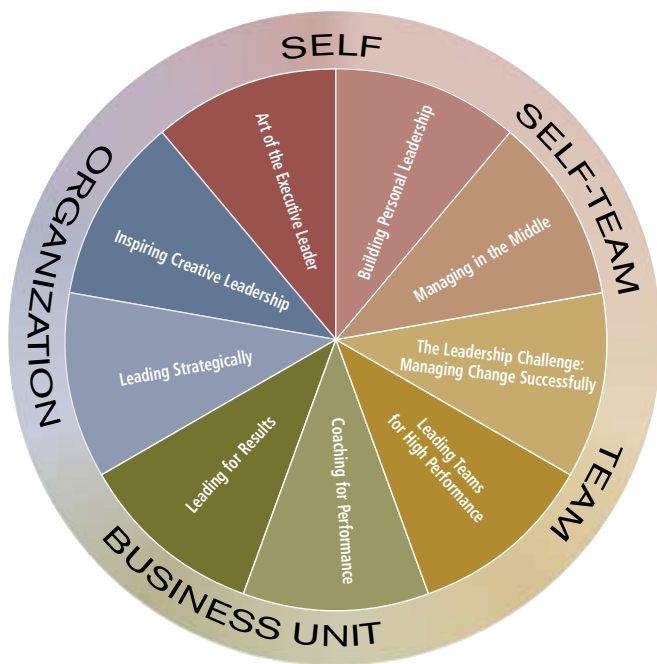 SELF
SELF-TEAM
TEAM
BUSINESS UNIT
ORGANIZATION
Building Personal Leadership
Managing in the Middle
The Leadership Challenge:
Managing Change Successfully
Leading Teams
for High Performance
Coaching for Performance
Leading for Results
Leading Strategically
Inspiring Creative Leadership
Art of the Executive
Leader